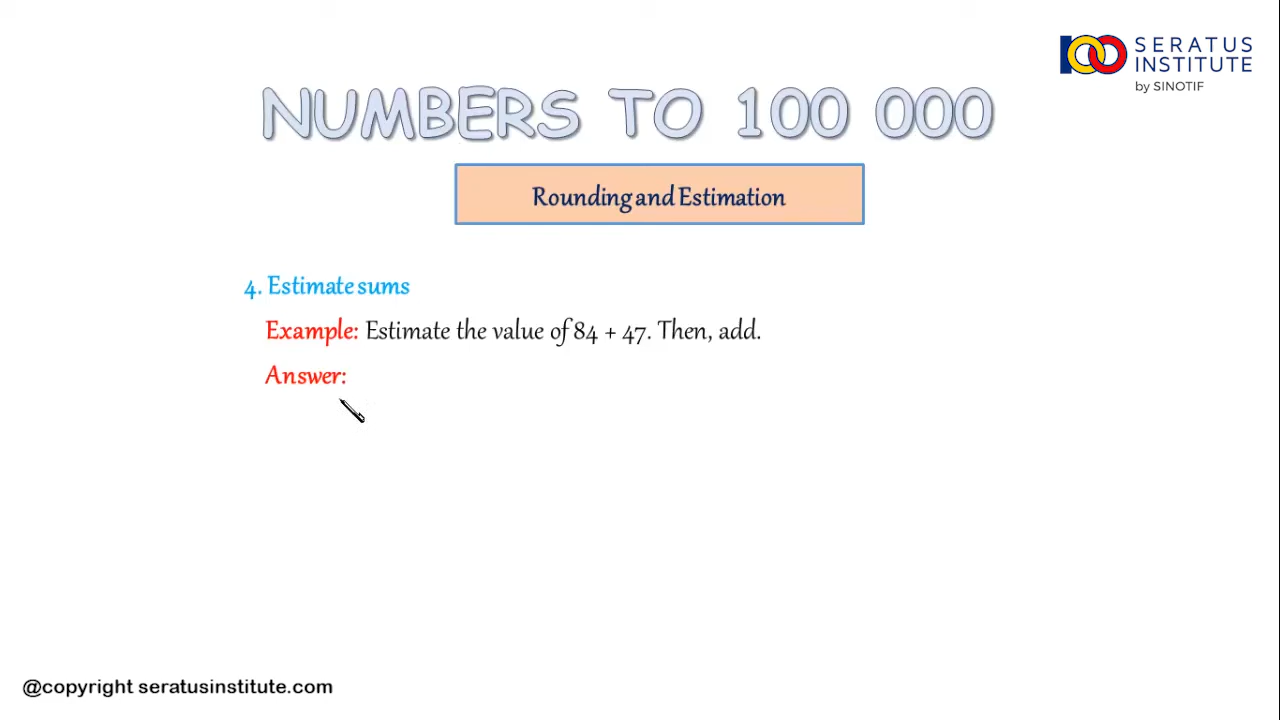 SERATUS
INSTITUTE
by SINOTIF
NUMBERS TO 100 000
Rounding and Estimation
4. Estimate sums
Example: Estimate the value of 84 + 47. Then, add.
Answer:
@copyright seratusinstitute.com